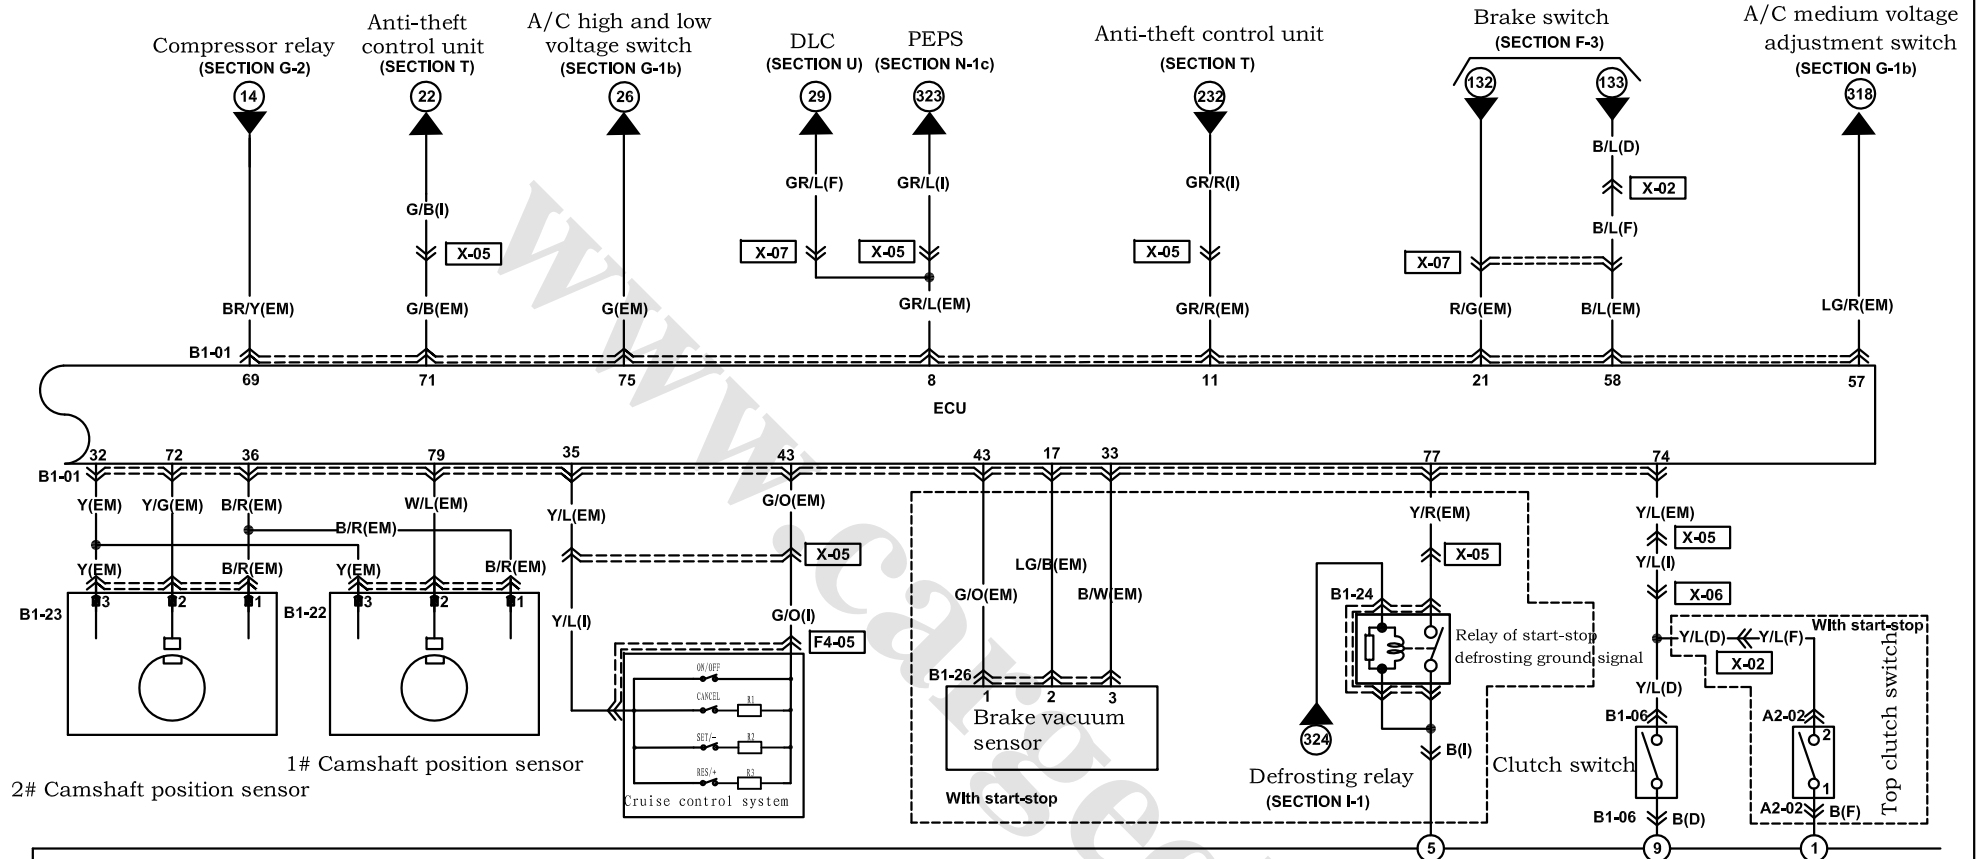 Compressor relay
(SECTION G-2)
14
Anti-theft
control unit
(SECTION T)
22
A/C high and low
voltage switch
(SECTION G-1b)
26
DLC
(SECTION U)
29
PEPS
(SECTION N-1c)
323
Anti-theft control unit
(SECTION T)
232
Brake switch
(SECTION F-3)
132
133
A/C medium voltage
adjustment switch
(SECTION G-1b)
318
B/L(D)
X-02
GR/L(F)
GR/L(I)
GR/R(I)
G/B(I)
B/L(F)
X-05
X-07
X-05
X-05
X-07
BR/Y(EM)
G/B(EM)
G(EM)
GR/L(EM)
GR/R(EM)
R/G(EM)
B/L(EM)
LG/R(EM)
B1-01
69
71
75
8
11
21
58
57
ECU
32
72
36
79
35
43
43
17
33
77
74
B1-01
Y(EM)
Y/G(EM)
B/R(EM)
W/L(EM)
Y/L(EM)
G/O(EM)
Y/R(EM)
Y/L(EM)
B/R(EM)
X-05
X-05
X-05
Y(EM)
B/R(EM)
Y(EM)
B/R(EM)
LG/B(EM)
Y/L(I)
G/O(EM)
B/W(EM)
B1-24
X-06
B1-23
3
2
1
B1-22
3
2
1
Y/L(I)
G/O(I)
F4-05
Relay of start-stop
defrosting ground signal
With start-stop
Y/L(D)
Y/L(F)
X-02
ON/OFF
CANCEL
R1
SET/-
R2
RES/+
R3
Cruise control system
B1-26
1
2
3
Brake vacuum
sensor
With start-stop
324
Defrosting relay
(SECTION I-1)
B(I)
Y/L(D)
B1-06
Clutch switch
B1-06
B(D)
A2-02
2
1
A2-02
B(F)
Top clutch switch
1# Camshaft position sensor
2# Camshaft position sensor
5
9
1